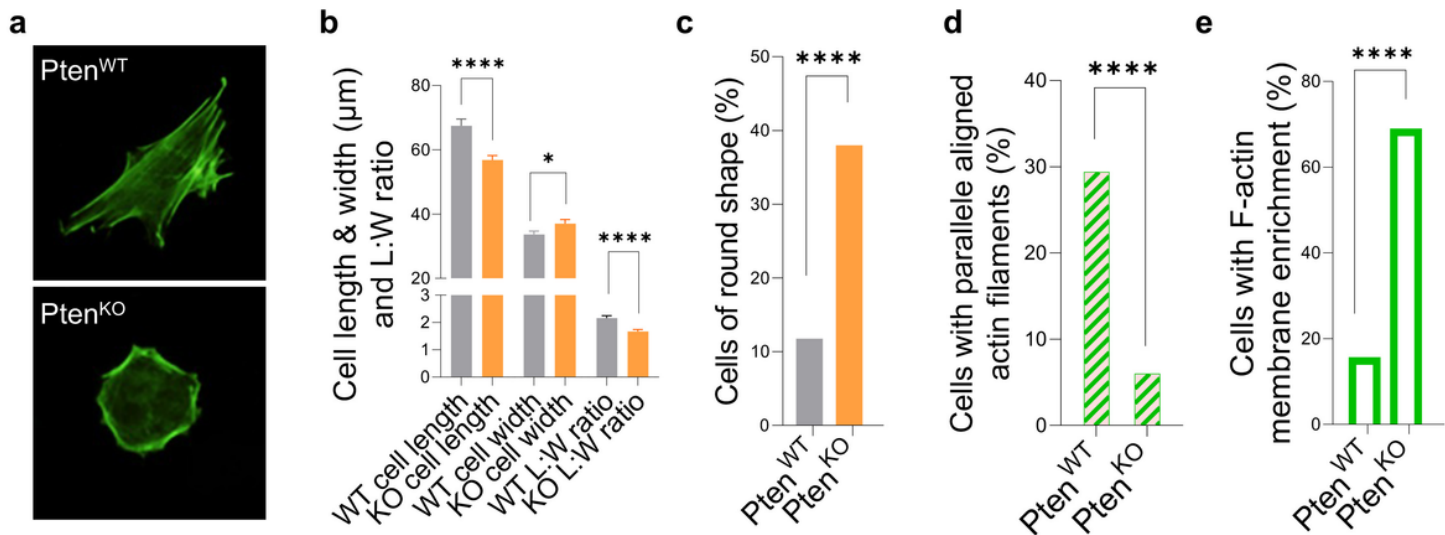 a
Pten^WT
Pten^KO
b
Cell length & width (μm)
and L:W ratio
80
60
40
20
3
2
1
0
****
*
****
WT cell length
KO cell length
WT cell width
KO cell width
WT L:W ratio
KO L:W ratio
c
Cells of round shape (%)
50
40
30
20
10
0
****
Pten^WT
Pten^KO
d
Cells with parallele aligned
actin filaments
(%)
40
30
20
10
0
****
Pten^WT
Pten^KO
e
Cells with F-actin
membrane enrichment (%)
80
60
40
20
0
****
Pten^WT
Pten^KO